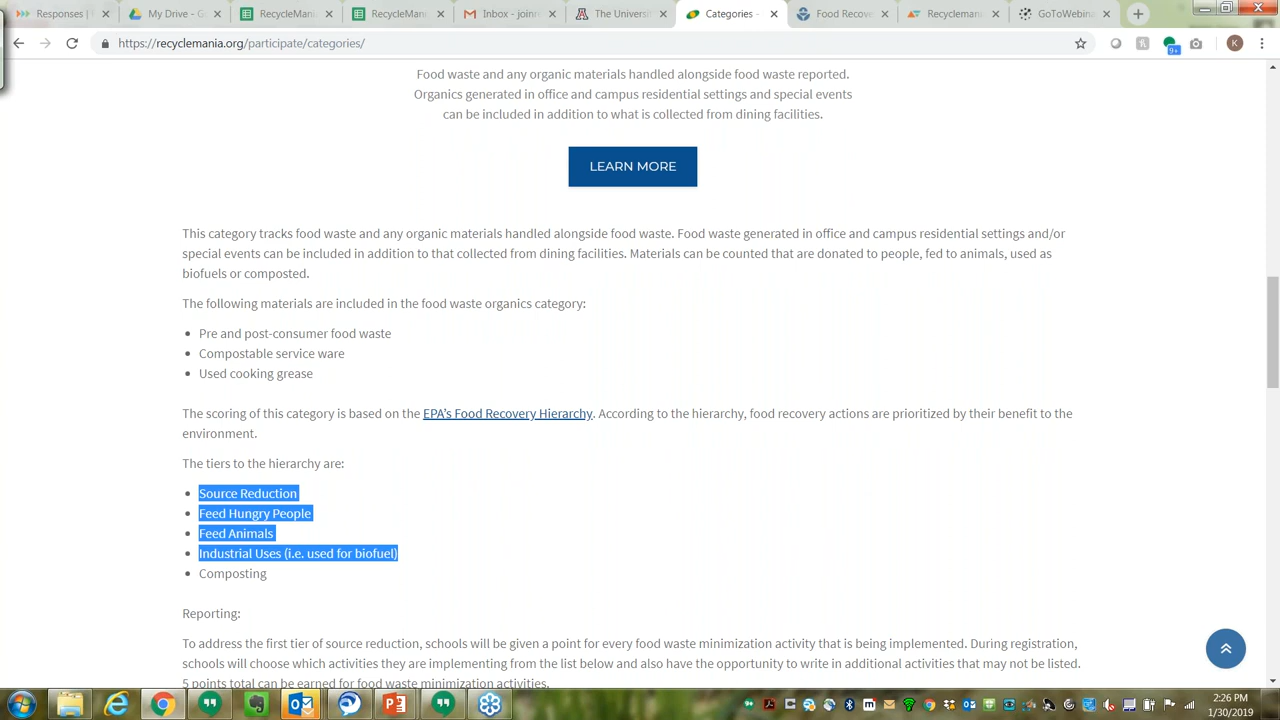 Responses |
My Drive - G
RecycleMani
RecycleMani
Inbox - joinr
The Universi
Categories -
Food Recov
Recyclemani
GoToWebina
https://recyclemania.org/participate/categories/
9+
K
Food waste and any organic materials handled alongside food waste reported.
Organics generated in office and campus residential settings and special events
can be included in addition to what is collected from dining facilities.
LEARN MORE
This category tracks food waste and any organic materials handled alongside food waste. Food waste generated in office and campus residential settings and/or
special events can be included in addition to that collected from dining facilities. Materials can be counted that are donated to people, fed to animals, used as
biofuels or composted.
The following materials are included in the food waste organics category:
• Pre and post-consumer food waste
• Compostable service ware
• Used cooking grease
The scoring of this category is based on the EPA's Food Recovery Hierarchy. According to the hierarchy, food recovery actions are prioritized by their benefit to the
environment.
The tiers to the hierarchy are:
• Source Reduction
• Feed Hungry People
• Feed Animals
• Industrial Uses (i.e. used for biofuel)
• Composting
Reporting:
To address the first tier of source reduction, schools will be given a point for every food waste minimization activity that is being implemented. During registration,
schools will choose which activities they are implementing from the list below and also have the opportunity to write in additional activities that may not be listed.
5 points total can be earned for food waste minimization activities.
2:26 PM
1/30/2019